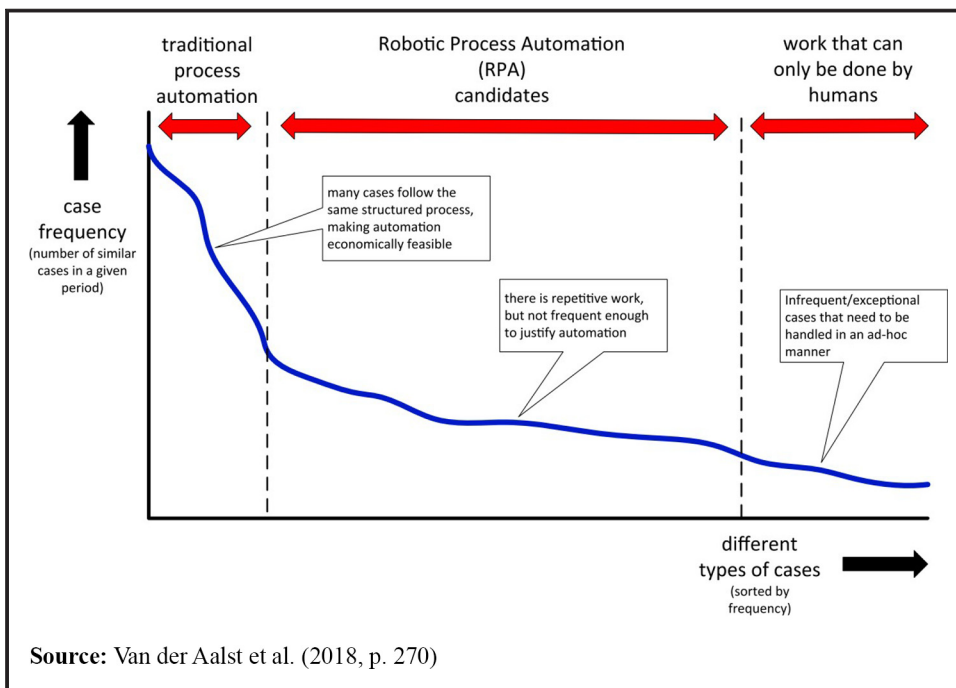 traditional
process
automation
Robotic Process Automation
(RPA)
candidates
work that can
only be done by
humans
case
frequency
(number of similar
cases in a given
period)
many cases follow the
same structured process,
making automation
economically feasible
there is repetitive work,
but not frequent enough
to justify automation
Infrequent/exceptional
cases that need to be
handled in an ad-hoc
manner
different
types of cases
(sorted by
frequency)
Source: Van der Aalst et al. (2018, p. 270)